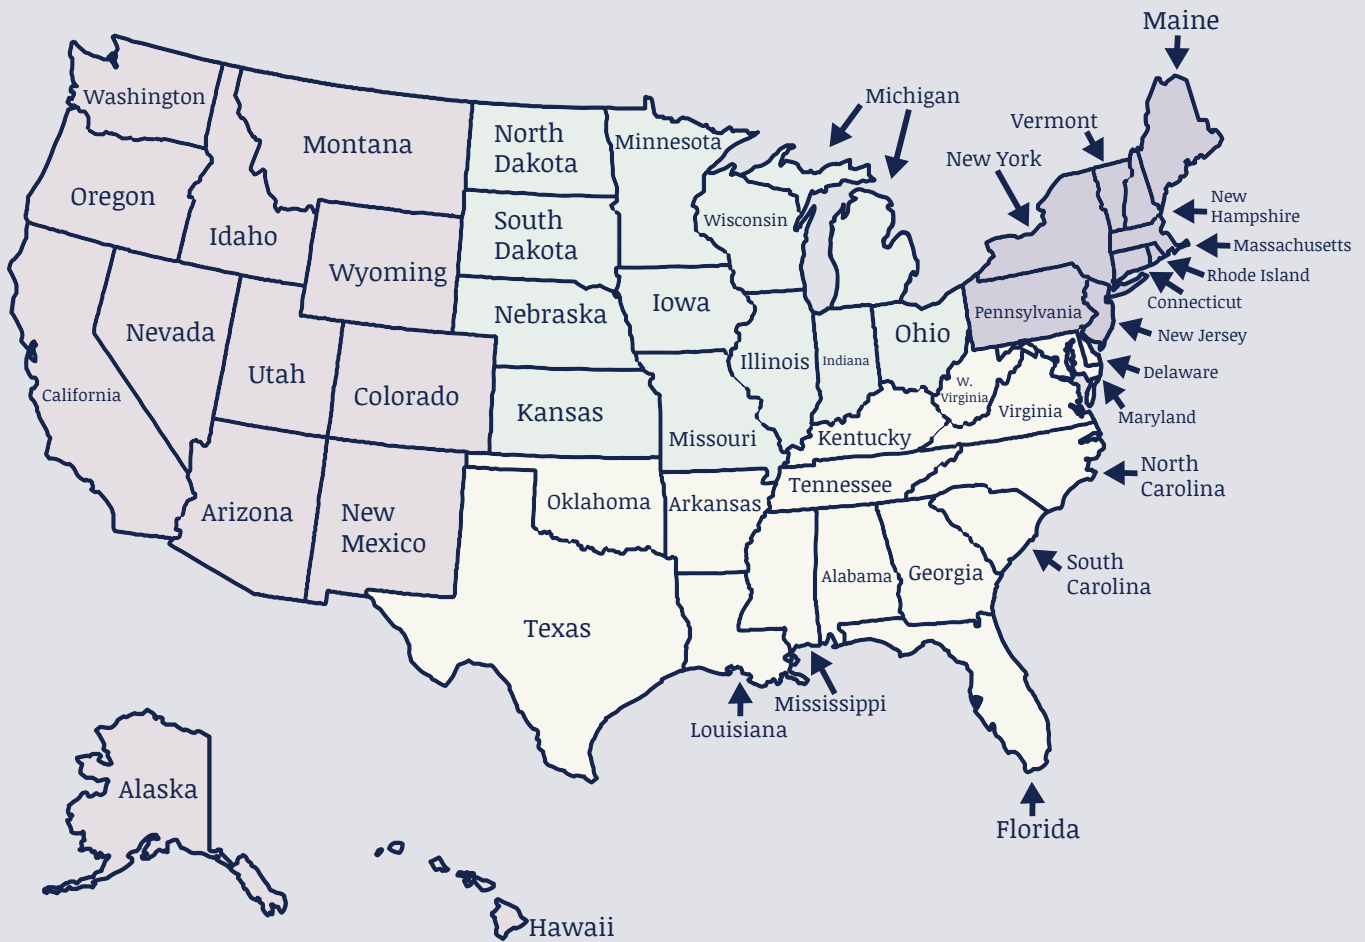 Maine
Michigan
Washington
Vermont
North
Dakota
Minnesota
Montana
New York
Oregon
New
Hampshire
South
Dakota
Wisconsin
Idaho
Massachusetts
Wyoming
Rhode Island
Iowa
Connecticut
Nebraska
Pennsylvania
Nevada
Ohio
New Jersey
Illinois
Indiana
Utah
Delaware
W.
Virginia
California
Colorado
Kansas
Virginia
Maryland
Missouri
Kentucky
North
Carolina
Tennessee
Oklahoma
Arkansas
Arizona
New
Mexico
South
Carolina
Alabama
Georgia
Texas
Mississippi
Louisiana
Alaska
Florida
Hawaii